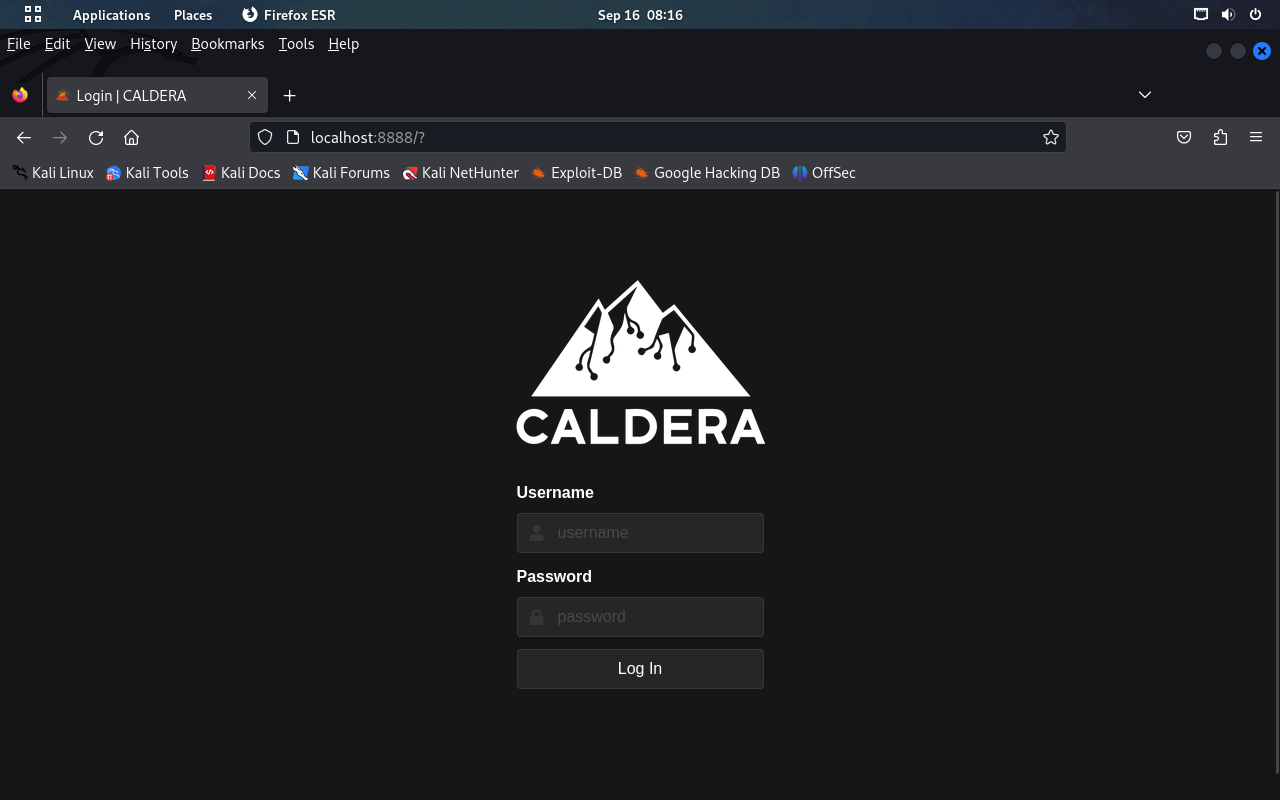 Applications Places Firefox ESR Sep 16 08:16
File Edit View History Bookmarks Tools Help
Login | CALDERA
localhost:8888/?
Kali Linux Kali Tools Kali Docs Kali Forums Kali NetHunter Exploit-DB Google Hacking DB OffSec
CALDERA
Username
username
Password
password
Log In